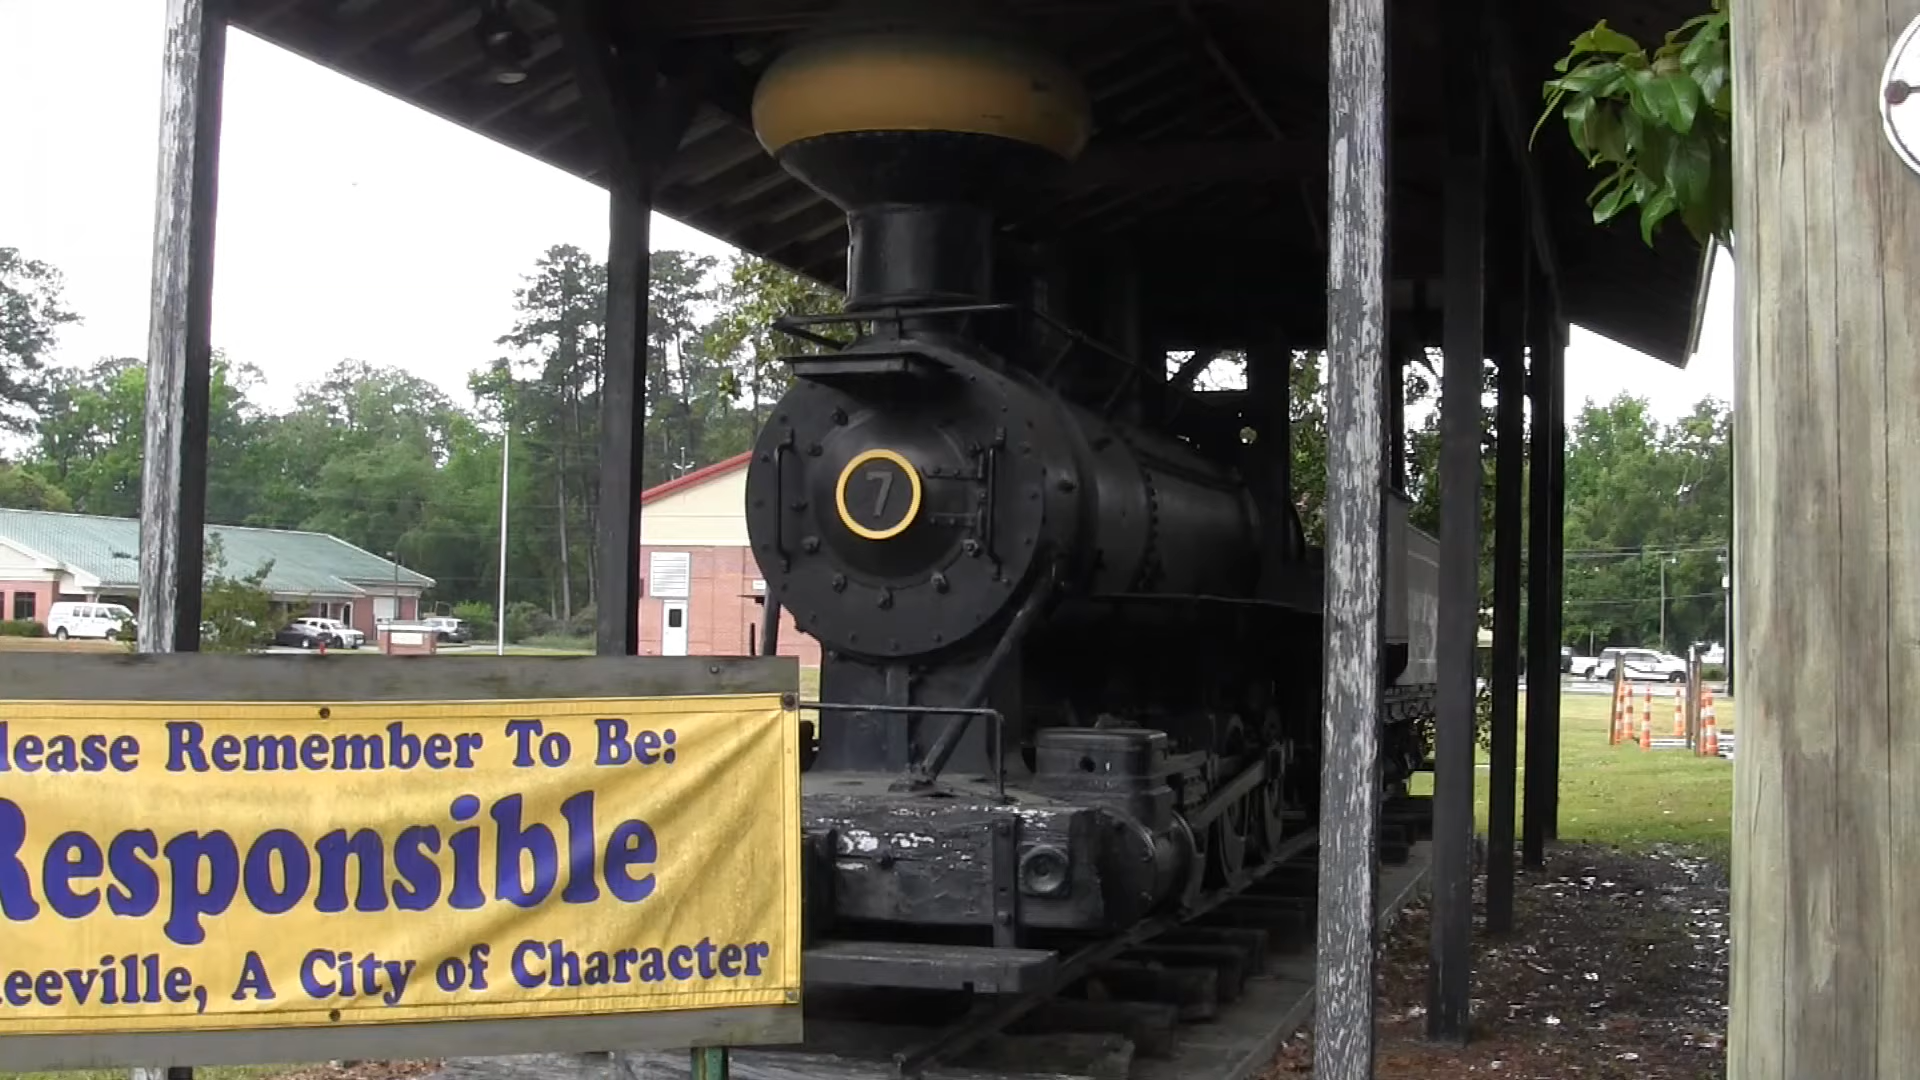 lease Remember To Be:
Responsible
eeville, A City of Character
7